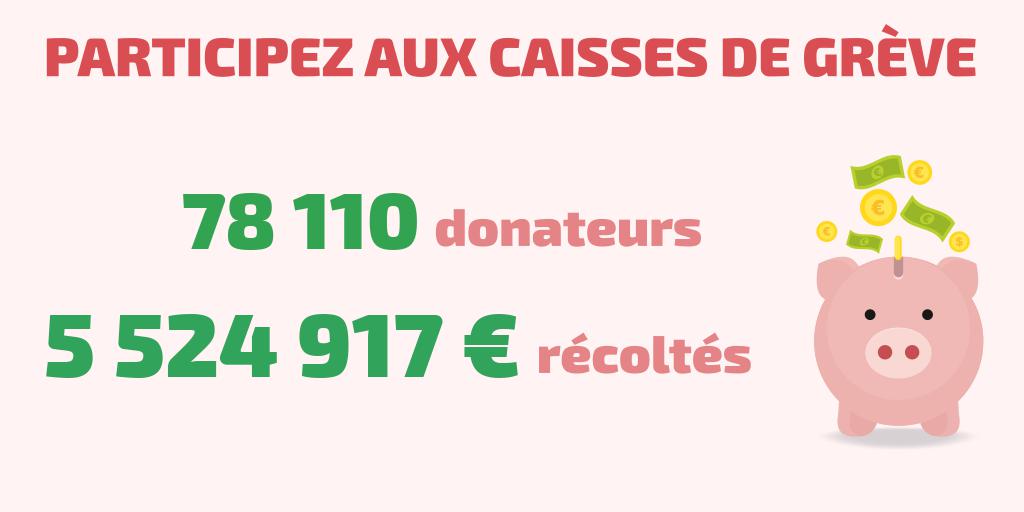 PARTICIPEZ AUX CAISSES DE GRÈVE
78 110 donateurs
5 524 917 € récoltés